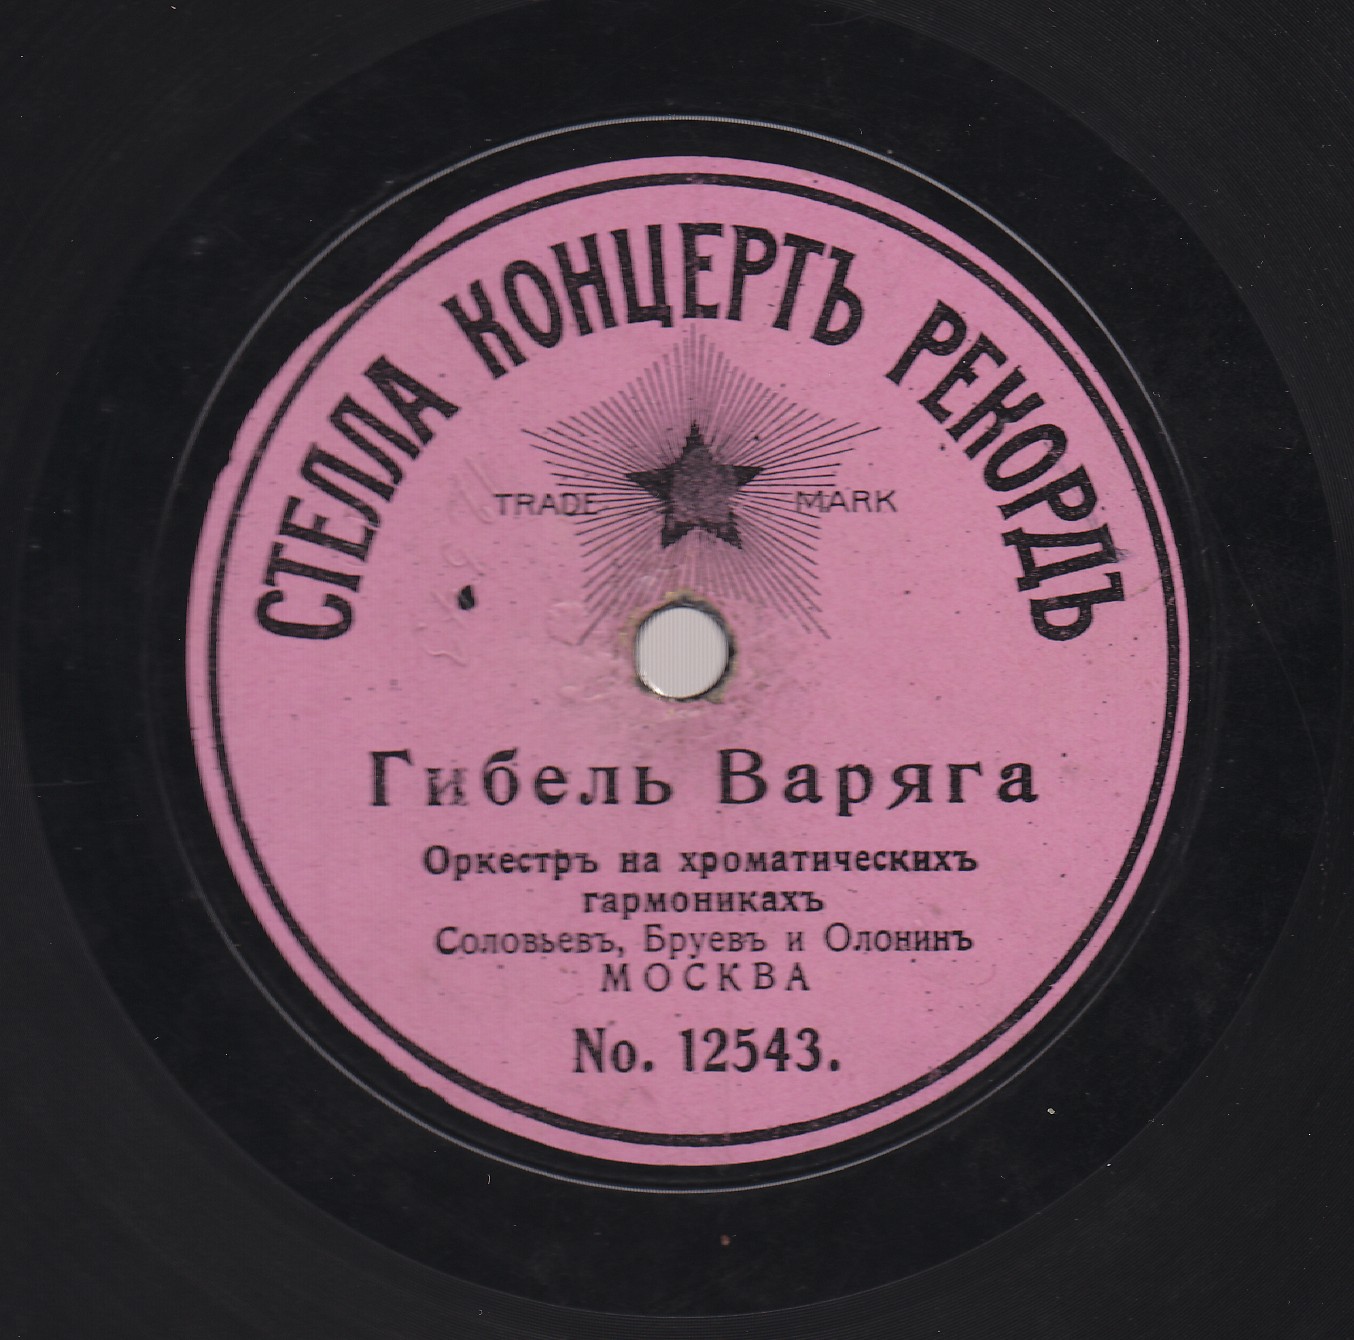 СТЕЛЛА КОНЦЕРТЪ РЕКОРДЪ
TRADE MARK
Гибель Варяга
Оркестръ на хроматическихъ
гармоникахъ
Соловьевъ, Бруевъ и Олонинъ
МОСКВА
No. 12543.